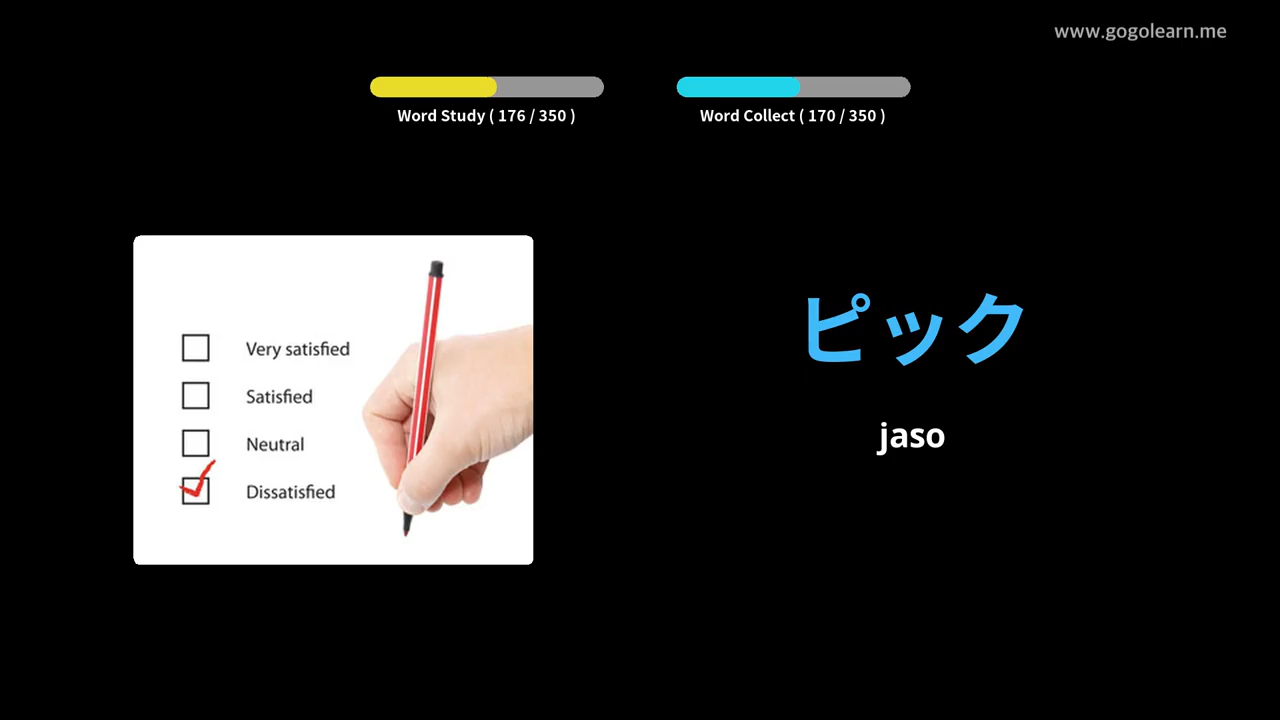 www.gogolearn.me
Word Study ( 176 / 350 )
Word Collect ( 170 / 350 )
Very satisfied
Satisfied
Neutral
Dissatisfied
ピック
jaso